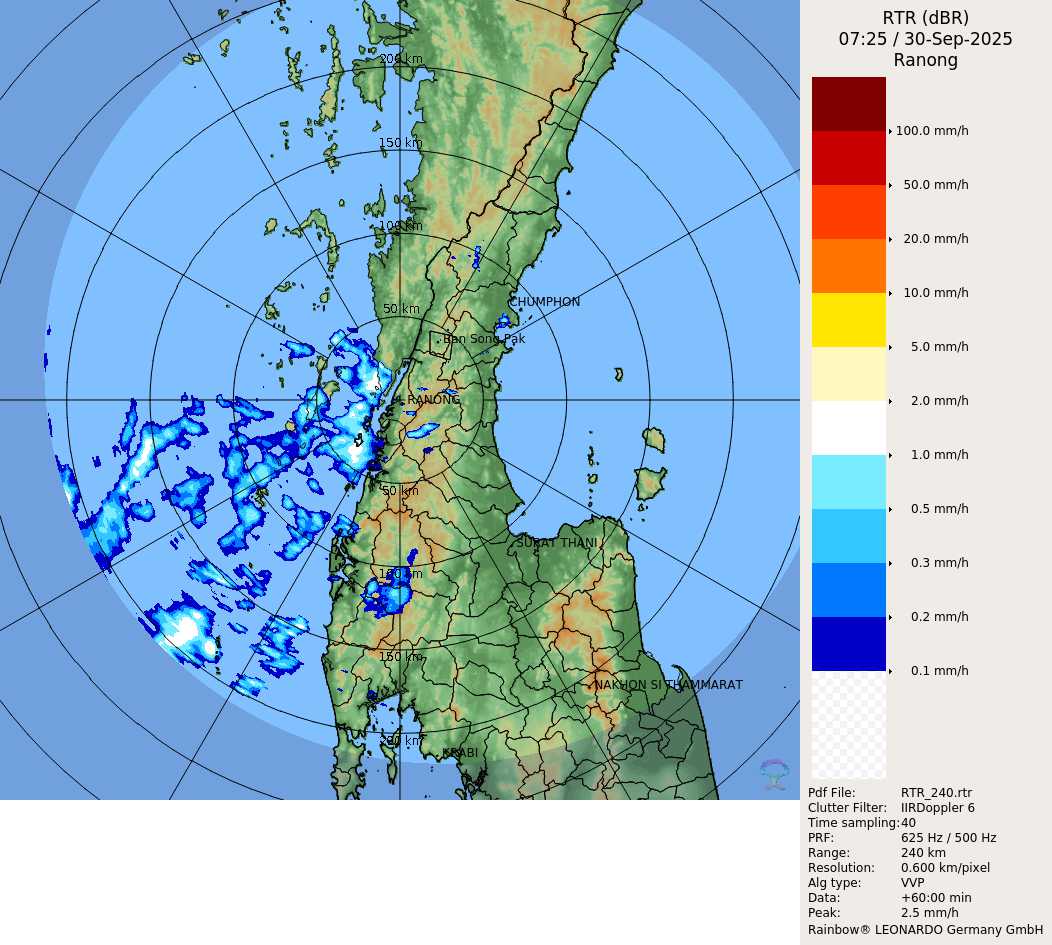 RTR (dBR)
07:25 / 30-Sep-2025
Ranong
100.0 mm/h
50.0 mm/h
20.0 mm/h
10.0 mm/h
5.0 mm/h
2.0 mm/h
1.0 mm/h
0.5 mm/h
0.3 mm/h
0.2 mm/h
0.1 mm/h
200 km
150 km
100 km
50 km
CHUMPHON
Ban Song Pak
RANONG
50 km
SURAT THANI
100 km
150 km
NAKHON SI THAMMARAT
200 km
KRABI
Pdf File: RTR_240.rtr
Clutter Filter: IIRDoppler 6
Time sampling:40
PRF: 625 Hz / 500 Hz
Range: 240 km
Resolution: 0.600 km/pixel
Alg type: VVP
Data: +60:00 min
Peak: 2.5 mm/h
Rainbow® LEONARDO Germany GmbH